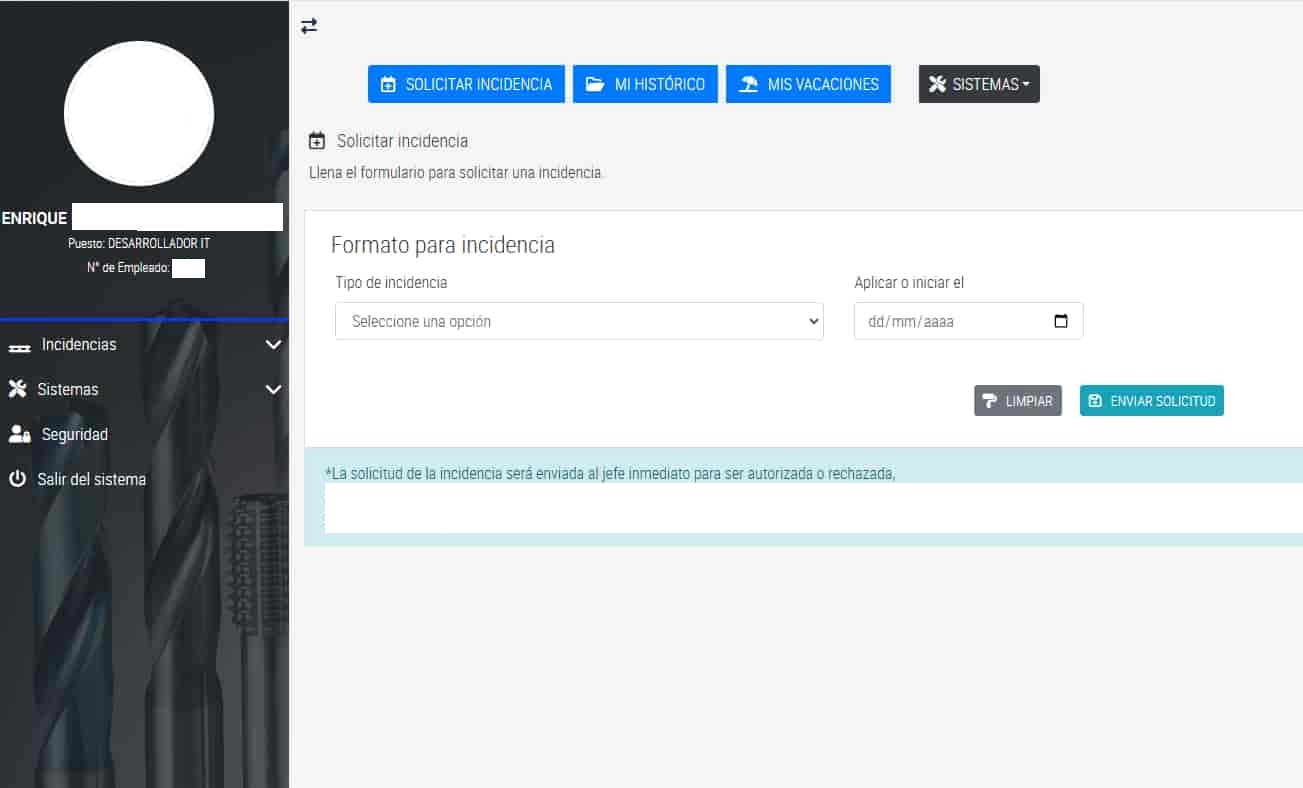 SOLICITAR INCIDENCIA
MI HISTÓRICO
MIS VACACIONES
SISTEMAS
Solicitar incidencia
Llena el formulario para solicitar una incidencia.
ENRIQUE
Puesto: DESARROLLADOR IT
N° de Empleado:
Incidencias
Sistemas
Seguridad
Salir del sistema
Formato para incidencia
Tipo de incidencia
Aplicar o iniciar el
Seleccione una opción
dd/mm/aaaa
LIMPIAR
ENVIAR SOLICITUD
*La solicitud de la incidencia será enviada al jefe inmediato para ser autorizada o rechazada,